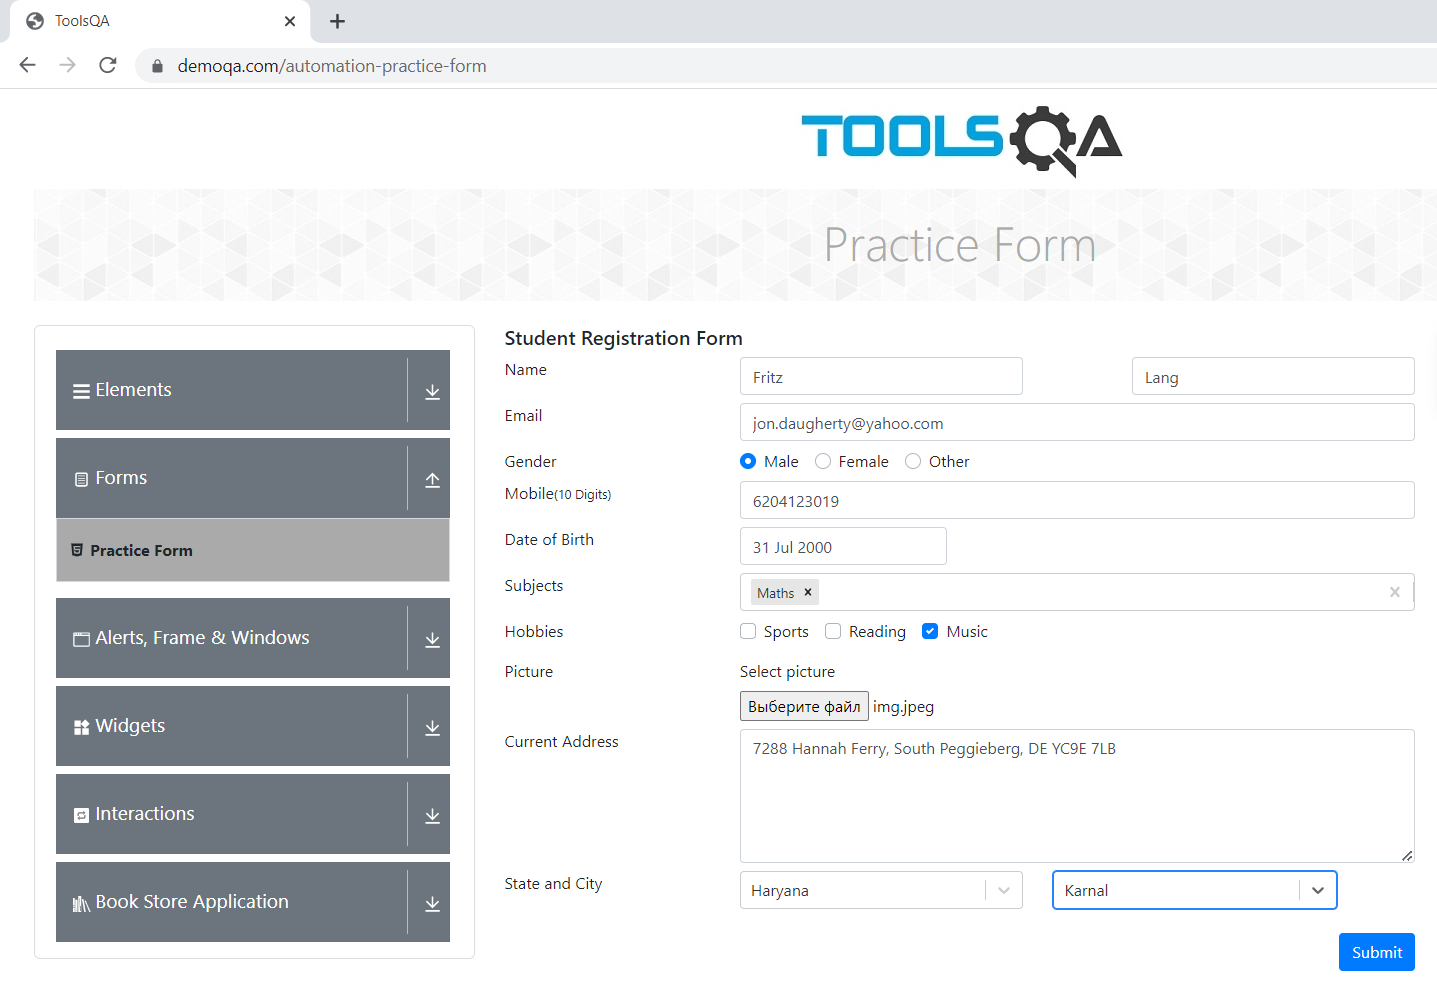 ToolsQA
demoqa.com/automation-practice-form
TOOLSQA
Practice Form
Elements
Forms
Practice Form
Alerts, Frame & Windows
Widgets
Interactions
Book Store Application
Student Registration Form
Name Fritz Lang
Email jon.daugherty@yahoo.com
Gender Male Female Other
Mobile(10 Digits) 6204123019
Date of Birth 31 Jul 2000
Subjects Maths
Hobbies Sports Reading Music
Picture Select picture
Выберите файл img.jpeg
Current Address 7288 Hannah Ferry, South Peggieberg, DE YC9E 7LB
State and City Haryana Karnal
Submit